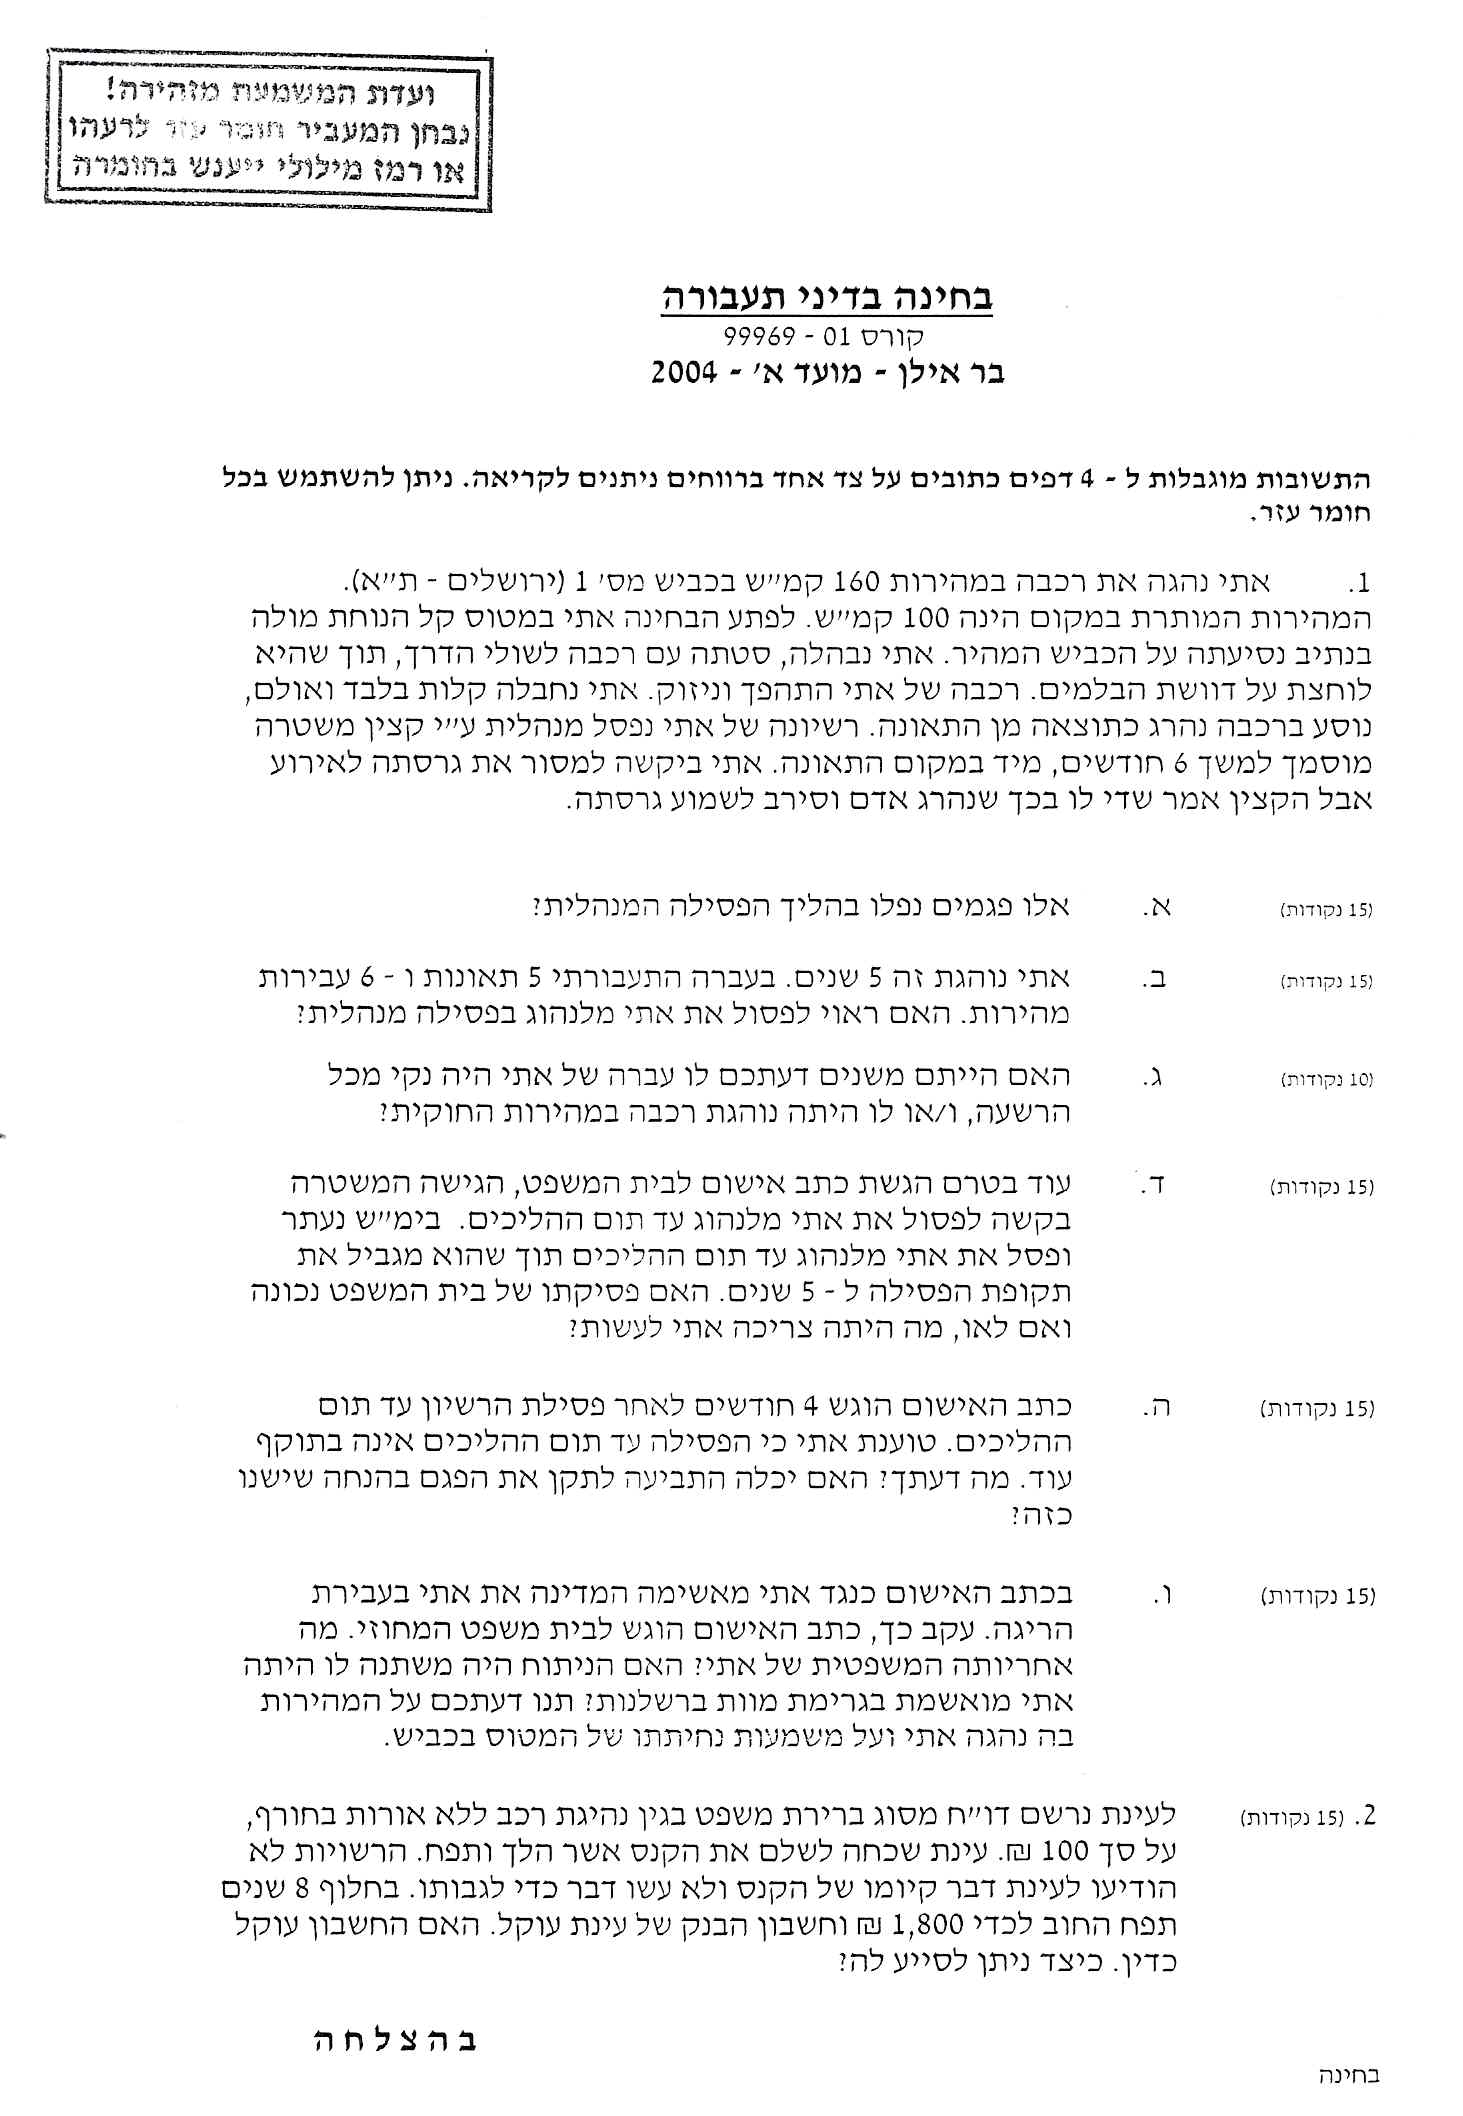 ועדת המשמעת מזהירה!
נבחן המעביר חומר עזר לרעהו
או רמז מילולי ייענש בחומרה
בחינה בדיני תעבורה
קורס 01 - 99969
בר אילן - מועד א׳ - 2004
התשובות מוגבלות ל - 4 דפים כתובים על צד אחד ברווחים ניתנים לקריאה. ניתן להשתמש בכל
חומר עזר.
1. אתי נהגה את רכבה במהירות 160 קמ״ש בכביש מס׳ 1 (ירושלים - ת״א).
המהירות המותרת במקום הינה 100 קמ״ש. לפתע הבחינה אתי במטוס קל הנוחת מולה
בנתיב נסיעתה על הכביש המהיר. אתי נבהלה, סטתה עם רכבה לשולי הדרך, תוך שהיא
לוחצת על דוושת הבלמים. רכבה של אתי התהפך וניזוק. אתי נחבלה קלות בלבד ואולם,
נוסע ברכבה נהרג כתוצאה מן התאונה. רשיונה של אתי נפסל מנהלית ע״י קצין משטרה
מוסמך למשך 6 חודשים, מיד במקום התאונה. אתי ביקשה למסור את גרסתה לאירוע
אבל הקצין אמר שדי לו בכך שנהרג אדם וסירב לשמוע גרסתה.
(15 נקודות) א. אלו פגמים נפלו בהליך הפסילה המנהלית?
(15 נקודות) ב. אתי נוהגת זה 5 שנים. בעברה התעבורתי 5 תאונות ו - 6 עבירות
מהירות. האם ראוי לפסול את אתי מלנהוג בפסילה מנהלית?
(10 נקודות) ג. האם הייתם משנים דעתכם לו עברה של אתי היה נקי מכל
הרשעה, ו/או לו היתה נוהגת רכבה במהירות החוקית?
(15 נקודות) ד. עוד בטרם הגשת כתב אישום לבית המשפט, הגישה המשטרה
בקשה לפסול את אתי מלנהוג עד תום ההליכים. בימ״ש נעתר
ופסל את אתי מלנהוג עד תום ההליכים תוך שהוא מגביל את
תקופת הפסילה ל - 5 שנים. האם פסיקתו של בית המשפט נכונה
ואם לאו, מה היתה צריכה אתי לעשות?
(15 נקודות) ה. כתב האישום הוגש 4 חודשים לאחר פסילת הרשיון עד תום
ההליכים. טוענת אתי כי הפסילה עד תום ההליכים אינה בתוקף
עוד. מה דעתך? האם יכלה התביעה לתקן את הפגם בהנחה שישנו
כזה?
(15 נקודות) ו. בכתב האישום כנגד אתי מאשימה המדינה את אתי בעבירת
הריגה. עקב כך, כתב האישום הוגש לבית משפט המחוזי. מה
אחריותה המשפטית של אתי? האם הניתוח היה משתנה לו היתה
אתי מואשמת בגרימת מוות ברשלנות? תנו דעתכם על המהירות
בה נהגה אתי ועל משמעות נחיתתו של המטוס בכביש.
2. (15 נקודות) לעינת נרשם דו״ח מסוג ברירת משפט בגין נהיגת רכב ללא אורות בחורף,
על סך 100 ₪. עינת שכחה לשלם את הקנס אשר הלך ותפח. הרשויות לא
הודיעו לעינת דבר קיומו של הקנס ולא עשו דבר כדי לגבותו. בחלוף 8 שנים
תפח החוב לכדי 1,800 ₪ וחשבון הבנק של עינת עוקל. האם החשבון עוקל
כדין. כיצד ניתן לסייע לה?
בהצלחה
בחינה